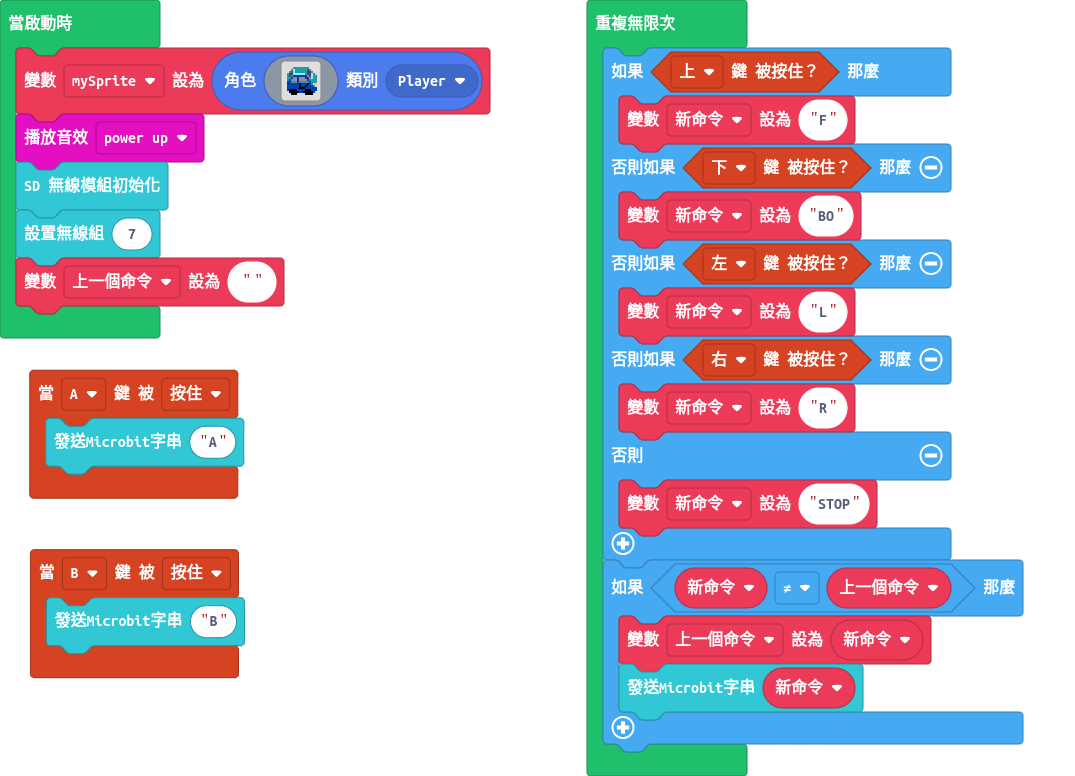 當啟動時
變數 mySprite 設為 角色 類別 Player
播放音效 power up
SD 無線模組初始化
設置無線組 7
變數 上一個命令 設為 " "
當 A 鍵 被 按住
發送Microbit字串 "A"
當 B 鍵 被 按住
發送Microbit字串 "B"
重複無限次
如果 上 鍵 被按住？ 那麼
變數 新命令 設為 "F"
否則如果 下 鍵 被按住？ 那麼
變數 新命令 設為 "BO"
否則如果 左 鍵 被按住？ 那麼
變數 新命令 設為 "L"
否則如果 右 鍵 被按住？ 那麼
變數 新命令 設為 "R"
否則
變數 新命令 設為 "STOP"
如果 新命令 ≠ 上一個命令 那麼
變數 上一個命令 設為 新命令
發送Microbit字串 新命令